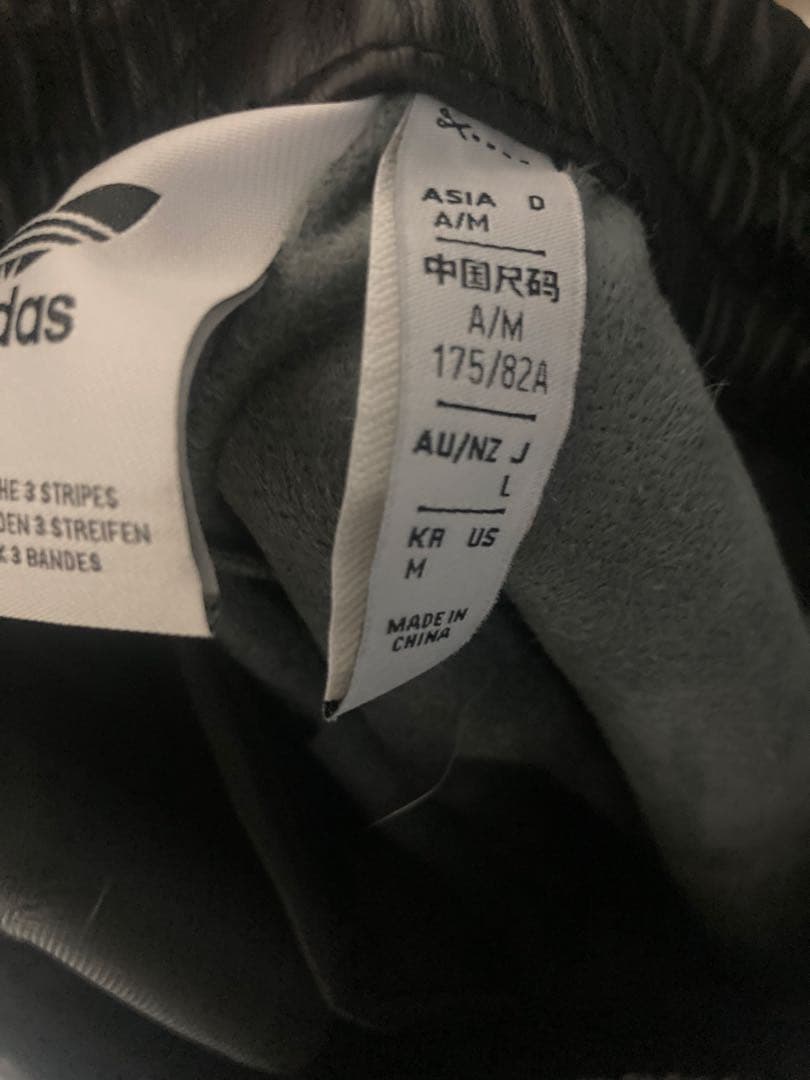 das
HE 3 STRIPES
DEN 3 STREIFEN
K 3 BANDES
ASIA D
A/M
中国尺码
A/M
175/82A
AU/NZ J
L
KR US
M
MADE IN
CHINA